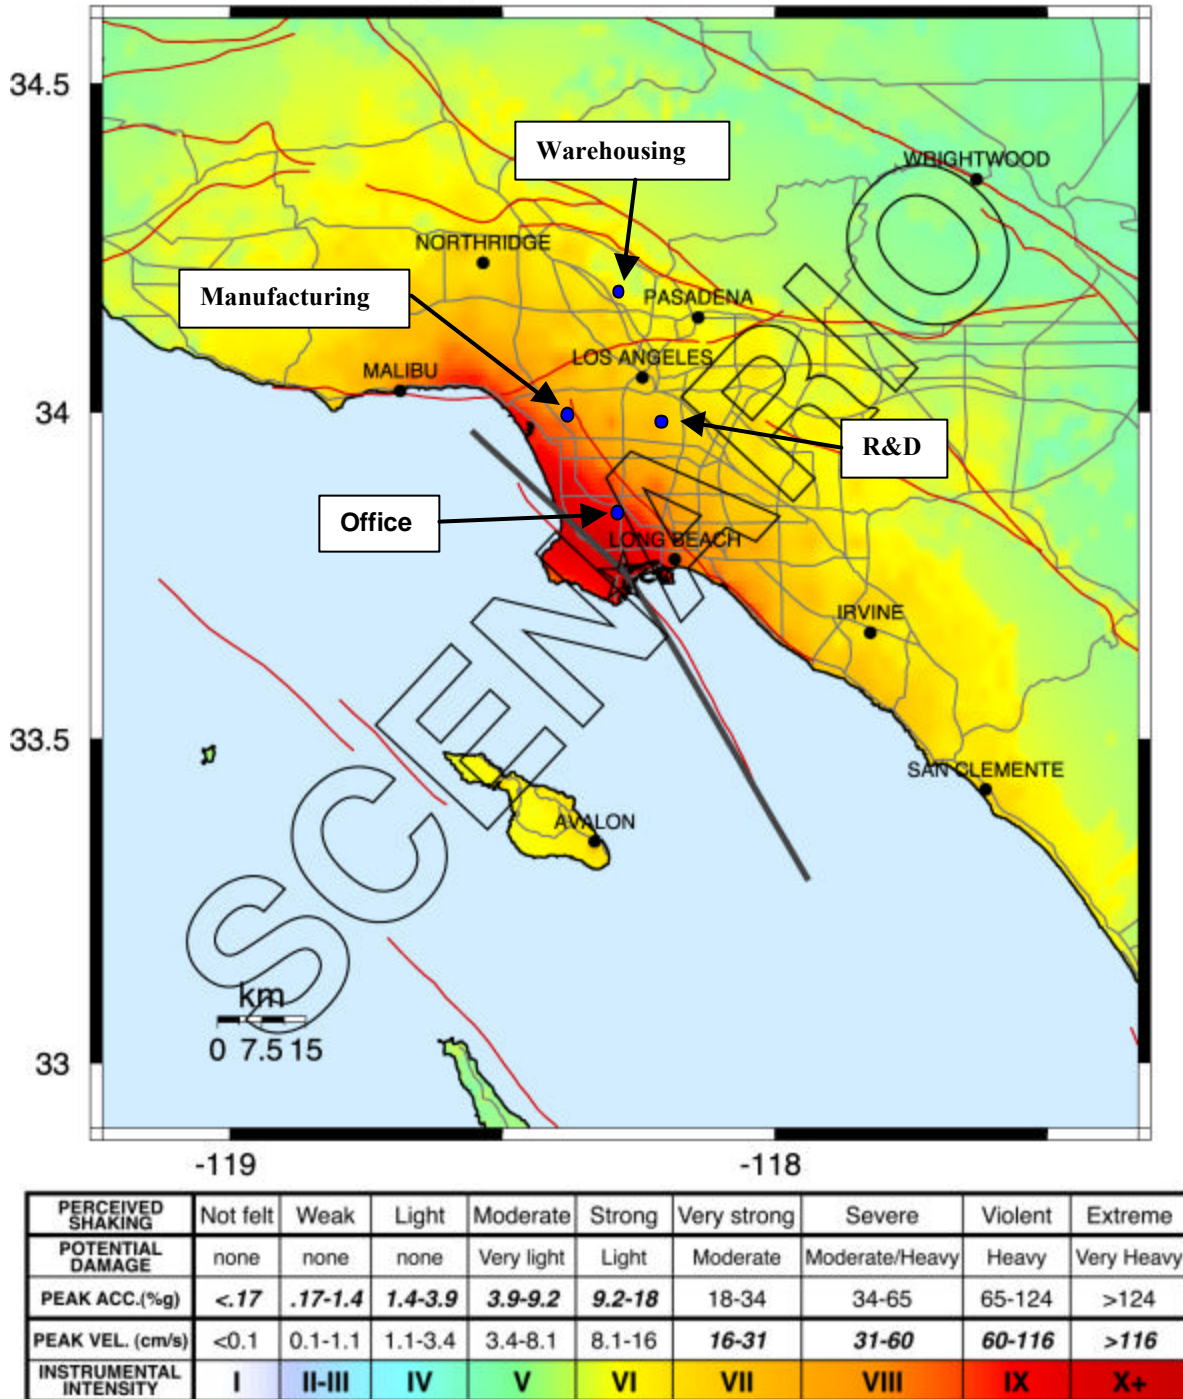 34.5
Warehousing
WRIGHTWOOD
NORTHRIDGE
Manufacturing
PASADENA
LOS ANGELES
MALIBU
34
R&D
Office
LONG BEACH
IRVINE
33.5
SAN CLEMENTE
AVALON
SCENARIO
km
0 7.5 15
33
-119 -118
PERCEIVED SHAKING Not felt Weak Light Moderate Strong Very strong Severe Violent Extreme
POTENTIAL DAMAGE none none none Very light Light Moderate Moderate/Heavy Heavy Very Heavy
PEAK ACC.(%g) <.17 .17-1.4 1.4-3.9 3.9-9.2 9.2-18 18-34 34-65 65-124 >124
PEAK VEL. (cm/s) <0.1 0.1-1.1 1.1-3.4 3.4-8.1 8.1-16 16-31 31-60 60-116 >116
INSTRUMENTAL INTENSITY I II-III IV V VI VII VIII IX X+